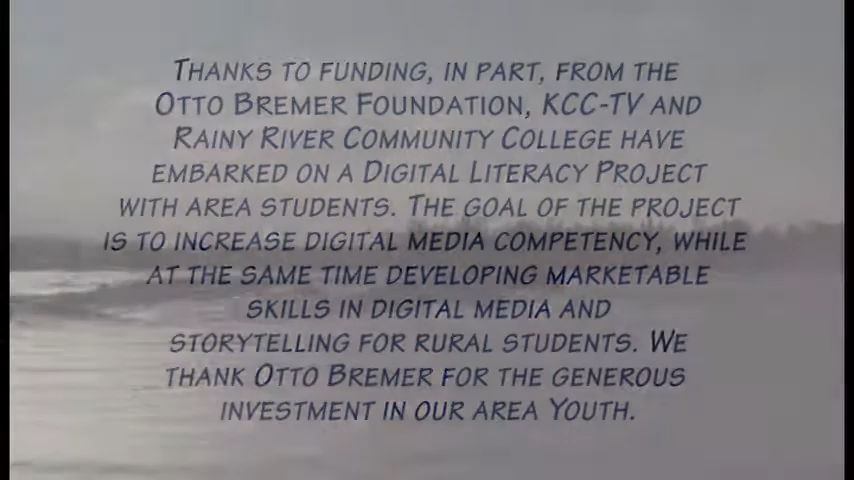 THANKS TO FUNDING, IN PART, FROM THE
OTTO BREMER FOUNDATION, KCC-TV AND
RAINY RIVER COMMUNITY COLLEGE HAVE
EMBARKED ON A DIGITAL LITERACY PROJECT
WITH AREA STUDENTS. THE GOAL OF THE PROJECT
IS TO INCREASE DIGITAL MEDIA COMPETENCY, WHILE
AT THE SAME TIME DEVELOPING MARKETABLE
SKILLS IN DIGITAL MEDIA AND
STORYTELLING FOR RURAL STUDENTS. WE
THANK OTTO BREMER FOR THE GENEROUS
INVESTMENT IN OUR AREA YOUTH.